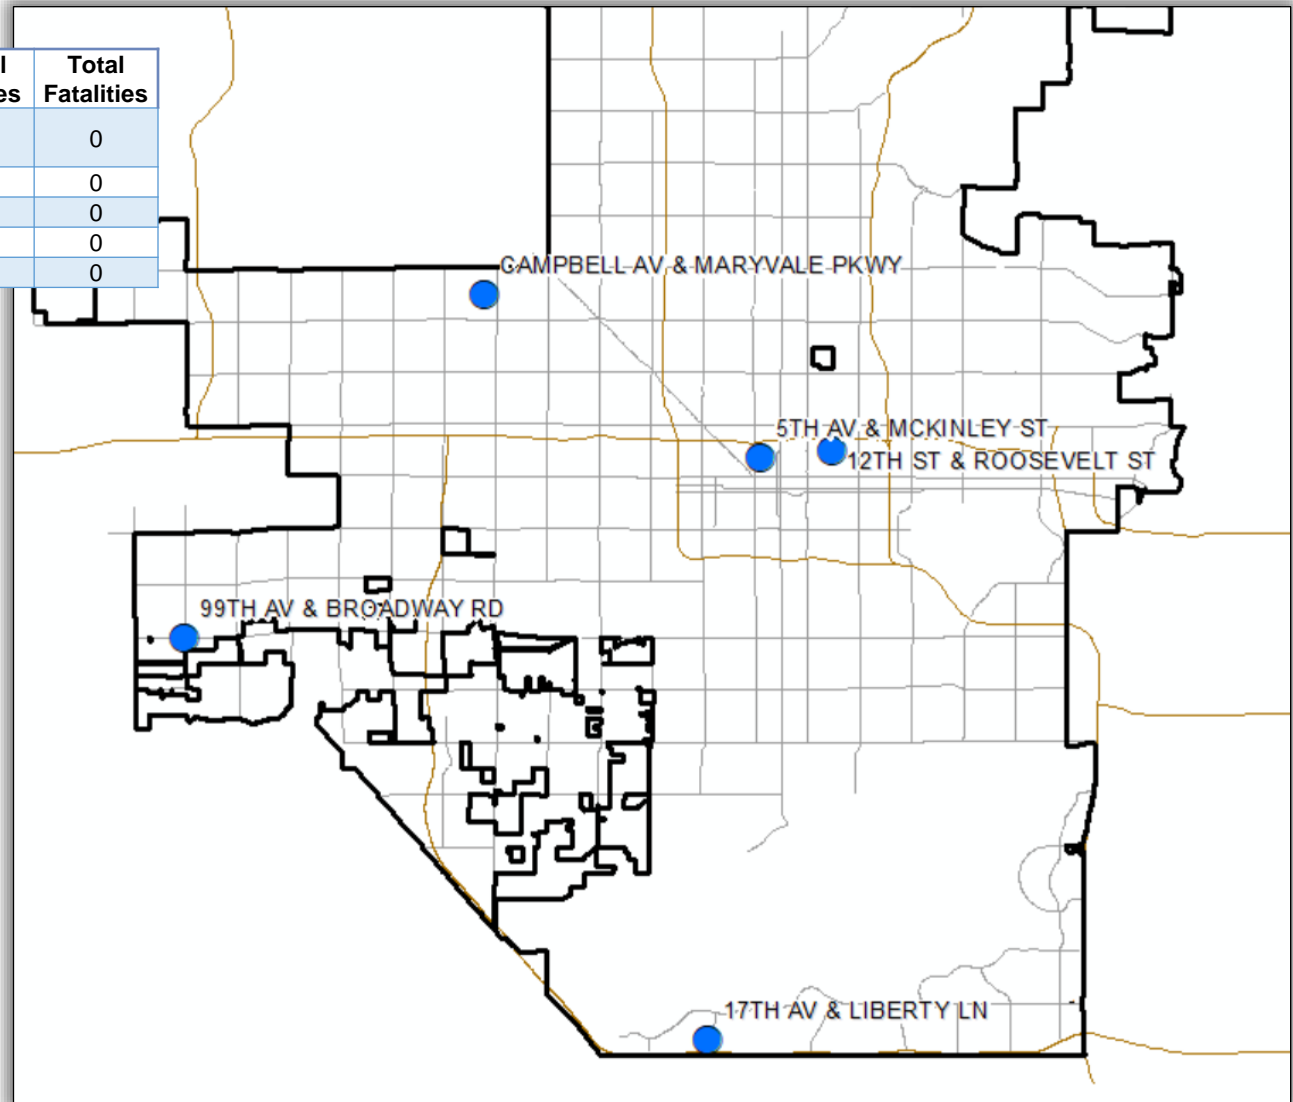 Total
Fatalities
0
0
0
0
0
CAMPBELL AV & MARYVALE PKWY
5TH AV & MCKINLEY ST
12TH ST & ROOSEVELT ST
99TH AV & BROADWAY RD
17TH AV & LIBERTY LN